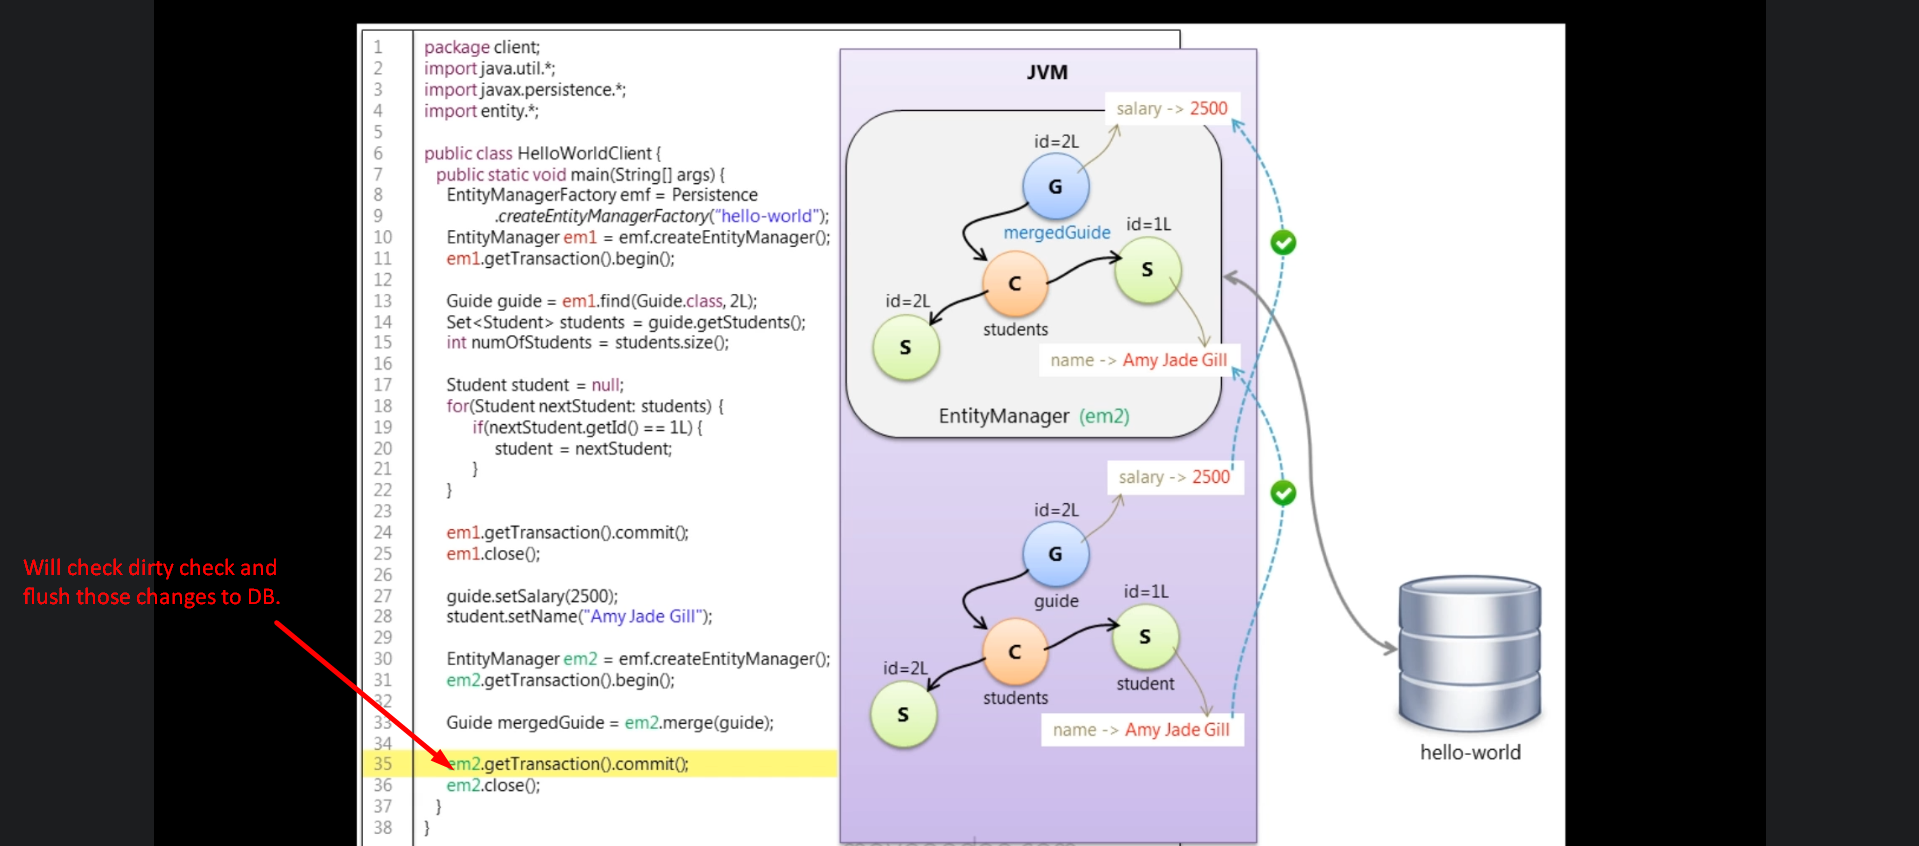 1 package client;
2 import java.util.*;
3 import javax.persistence.*;
4 import entity.*;
5
6 public class HelloWorldClient {
7 public static void main(String[] args) {
8 EntityManagerFactory emf = Persistence
9 .createEntityManagerFactory("hello-world");
10 EntityManager em1 = emf.createEntityManager();
11 em1.getTransaction().begin();
12
13 Guide guide = em1.find(Guide.class, 2L);
14 Set<Student> students = guide.getStudents();
15 int numOfStudents = students.size();
16
17 Student student = null;
18 for(Student nextStudent: students) {
19 if(nextStudent.getId() == 1L) {
20 student = nextStudent;
21 }
22 }
23
24 em1.getTransaction().commit();
25 em1.close();
26
27 guide.setSalary(2500);
28 student.setName("Amy Jade Gill");
29
30 EntityManager em2 = emf.createEntityManager();
31 em2.getTransaction().begin();
32
33 Guide mergedGuide = em2.merge(guide);
34
35 em2.getTransaction().commit();
36 em2.close();
37 }
38 }
Will check dirty check and
flush those changes to DB.
JVM
salary -> 2500
id=2L
G
mergedGuide
id=1L
S
C
students
id=2L
S
name -> Amy Jade Gill
EntityManager (em2)
salary -> 2500
id=2L
G
guide
id=1L
S
student
C
students
id=2L
S
name -> Amy Jade Gill
hello-world